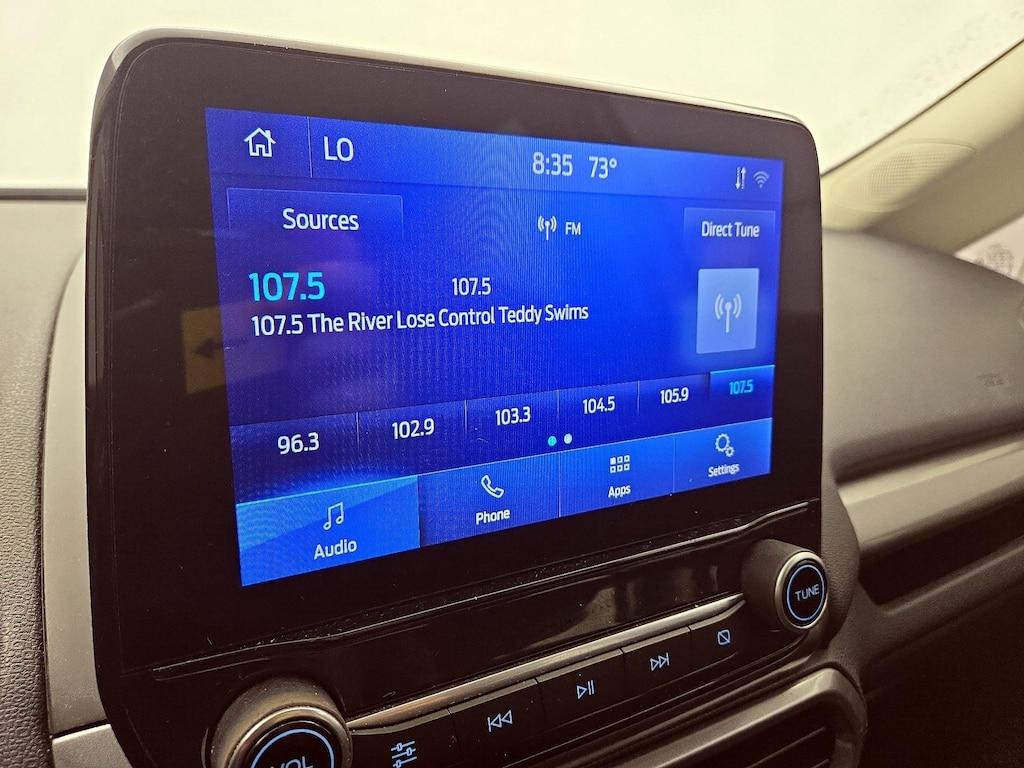 LO
8:35 73°
Sources
FM
Direct Tune
107.5
107.5
107.5 The River Lose Control Teddy Swims
96.3
102.9
103.3
104.5
105.9
107.5
Audio
Phone
Apps
Settings
TUNE
VOL